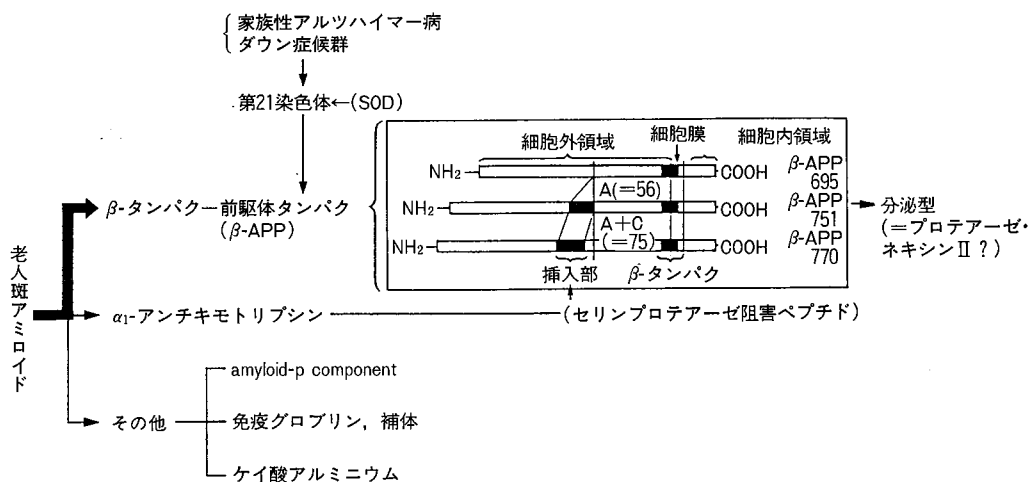 家族性アルツハイマー病
ダウン症候群
第21染色体←(SOD)
細胞外領域
細胞膜
細胞内領域
NH₂
COOH
β-APP
695
A(=56)
NH₂
COOH
β-APP
751
A+C
(=75)
NH₂
COOH
β-APP
770
挿入部
β-タンパク
β-タンパク—前駆体タンパク
(β-APP)
分泌型
(=プロテアーゼ・
ネキシンⅡ?)
老人斑アミロイド
α₁-アンチキモトリプシン
(セリンプロテアーゼ阻害ペプチド)
その他
amyloid-p component
免疫グロブリン, 補体
ケイ酸アルミニウム